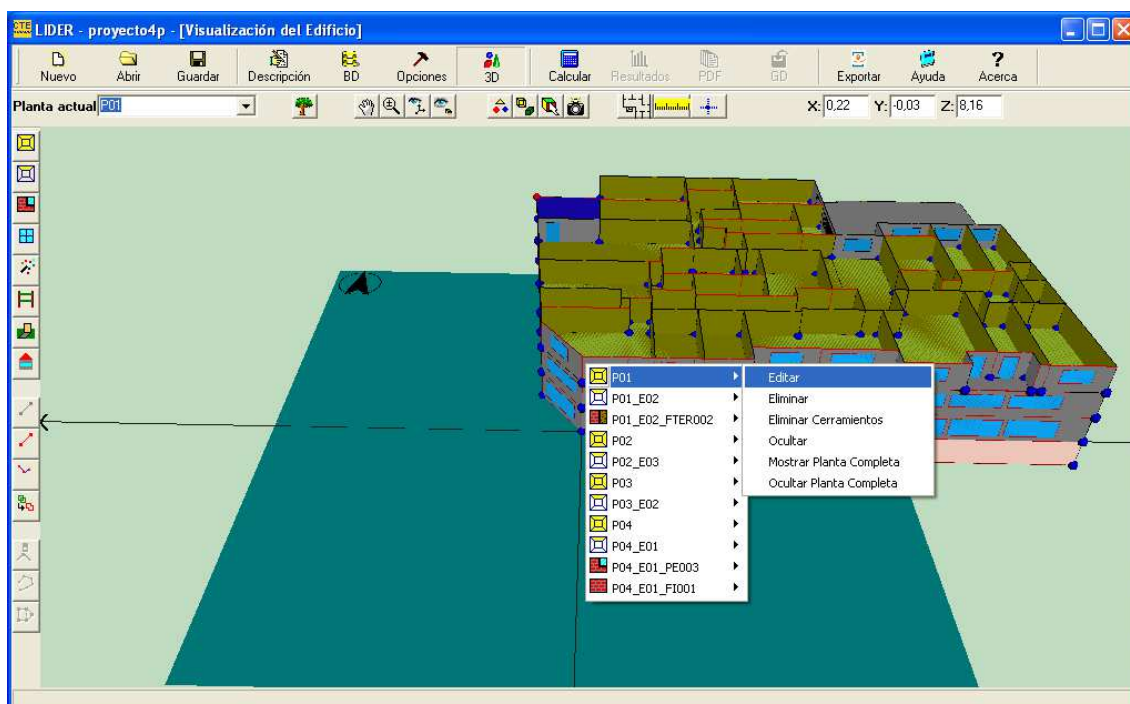 CTE LIDER - proyecto4p - [Visualización del Edificio]
Nuevo Abrir Guardar Descripción BD Opciones 3D Calcular Resultados PDF GD Exportar Ayuda Acerca
Planta actual P01 X: 0,22 Y: -0,03 Z: 8,16
P01
P01_E02
P01_E02_FTER002
P02
P02_E03
P03
P03_E02
P04
P04_E01
P04_E01_PE003
P04_E01_FI001
Editar
Eliminar
Eliminar Cerramientos
Ocultar
Mostrar Planta Completa
Ocultar Planta Completa